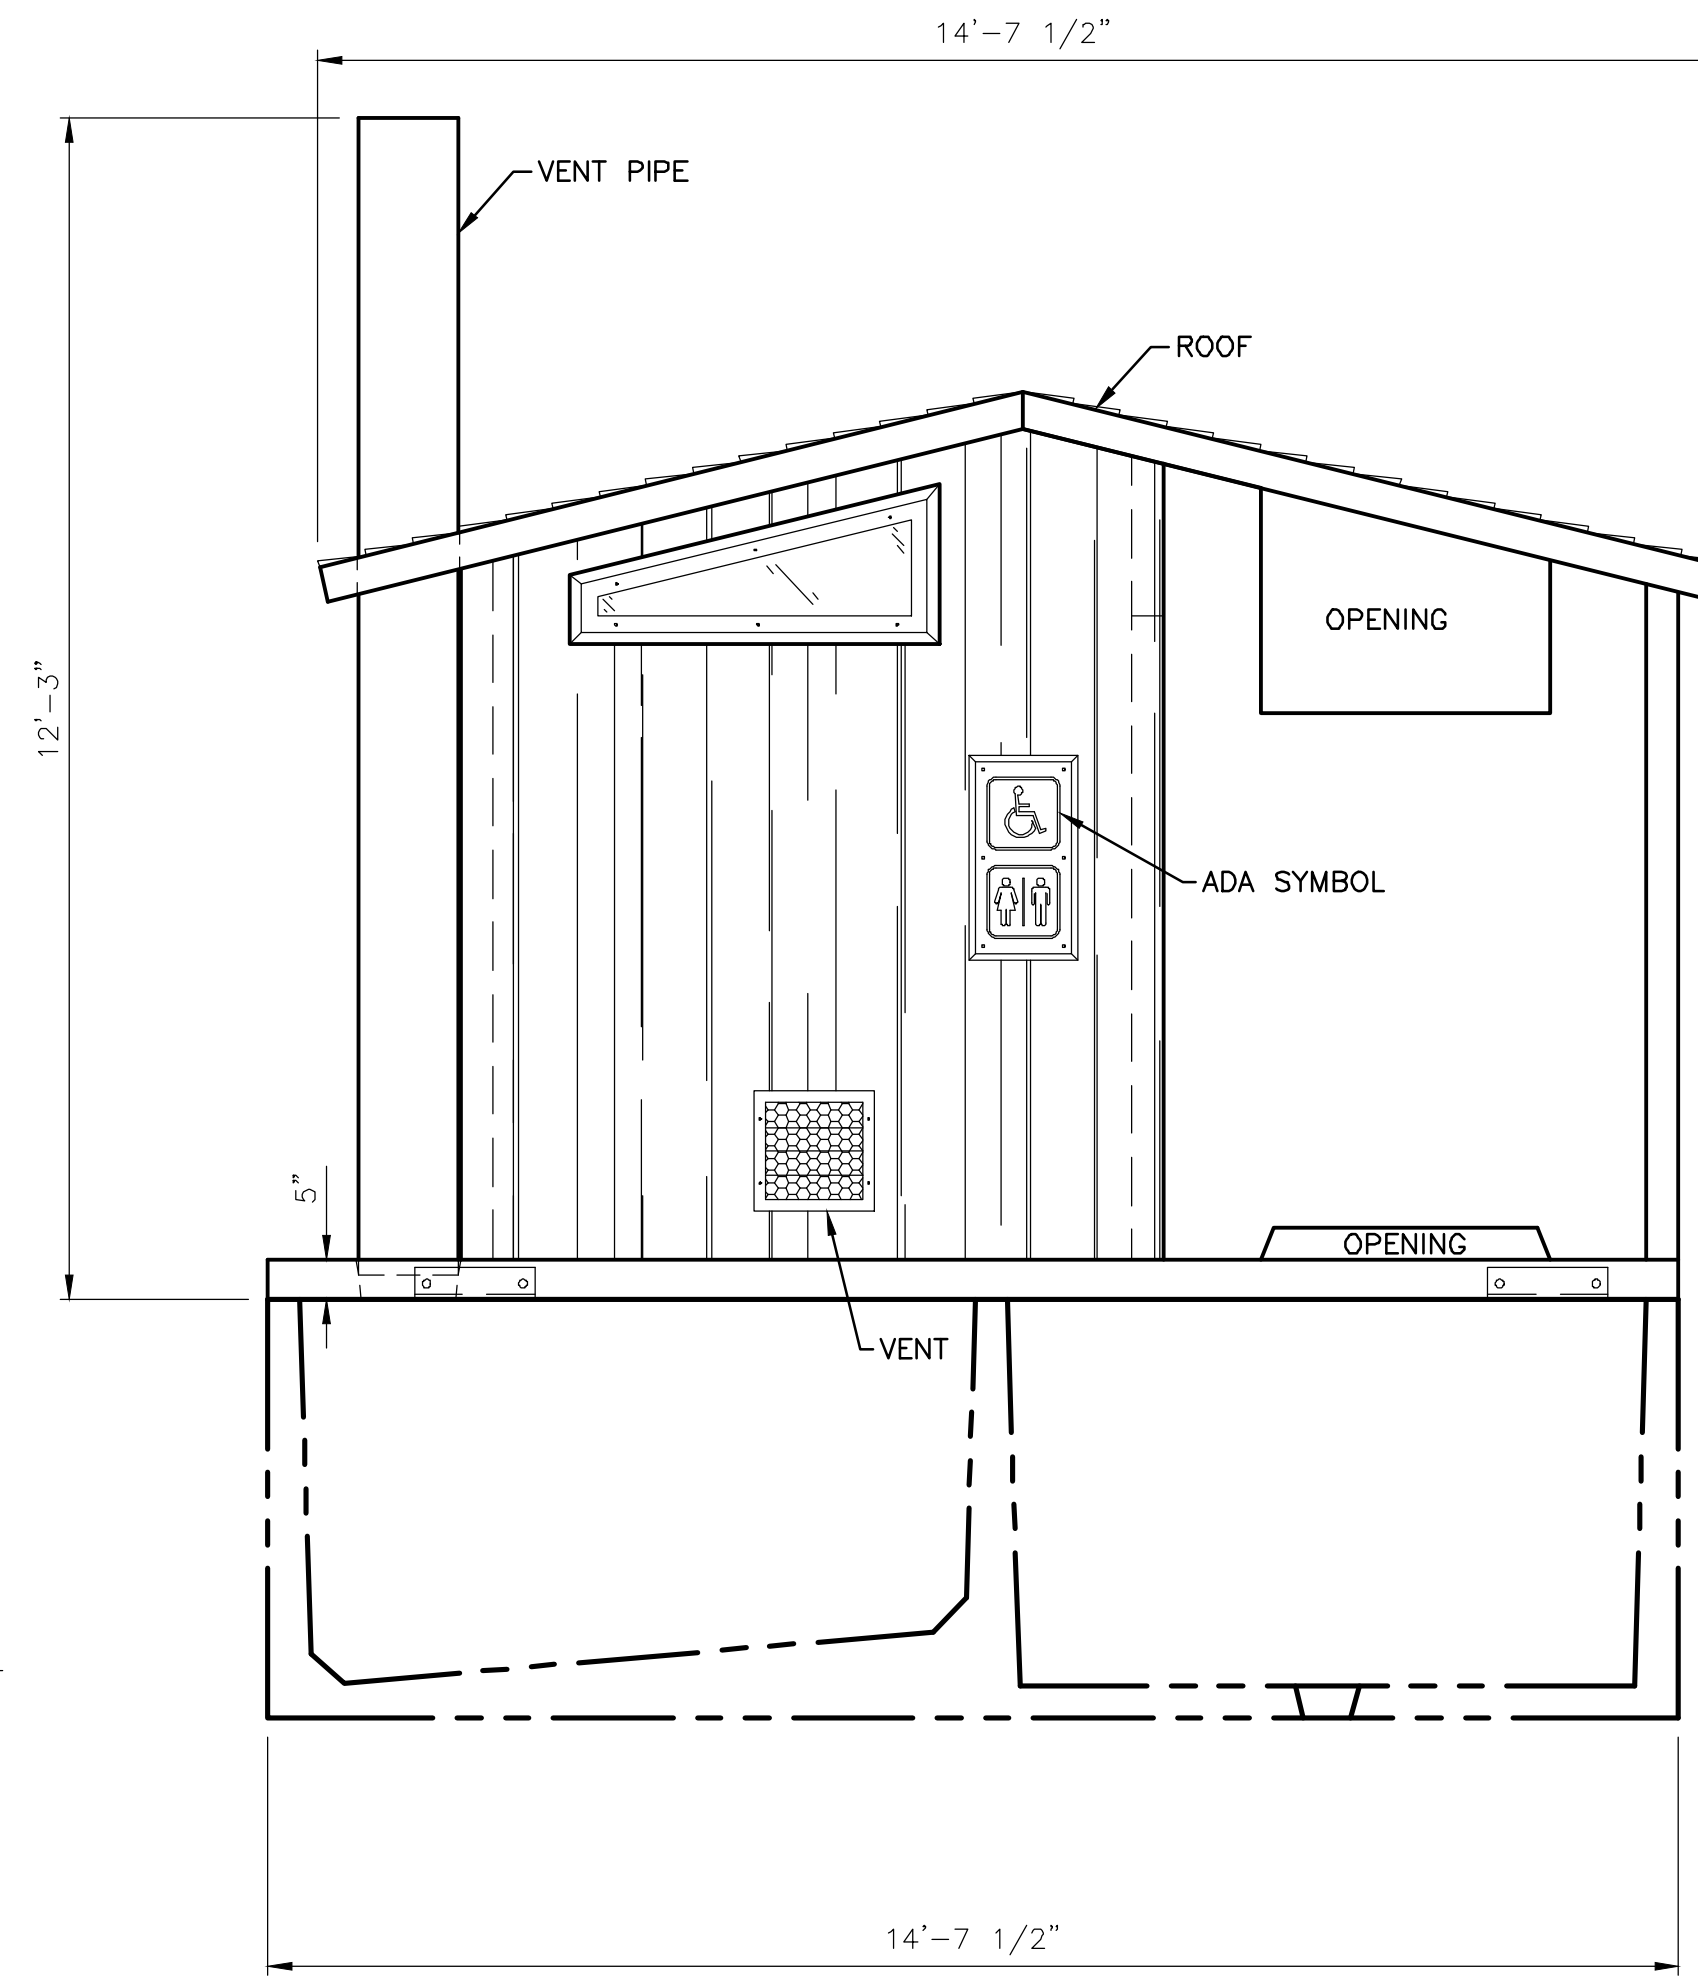 14'-7 1/2"
VENT PIPE
ROOF
OPENING
12'-3"
ADA SYMBOL
5"
OPENING
VENT
14'-7 1/2"